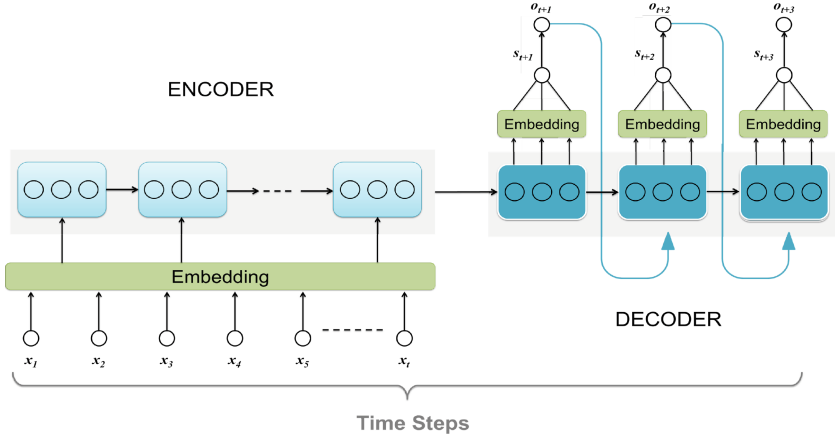 o_{t+1} o_{t+2} o_{t+3}
s_{t+1} s_{t+2} s_{t+3}
ENCODER
Embedding Embedding Embedding
Embedding
x_1 x_2 x_3 x_4 x_5 x_t
DECODER
Time Steps